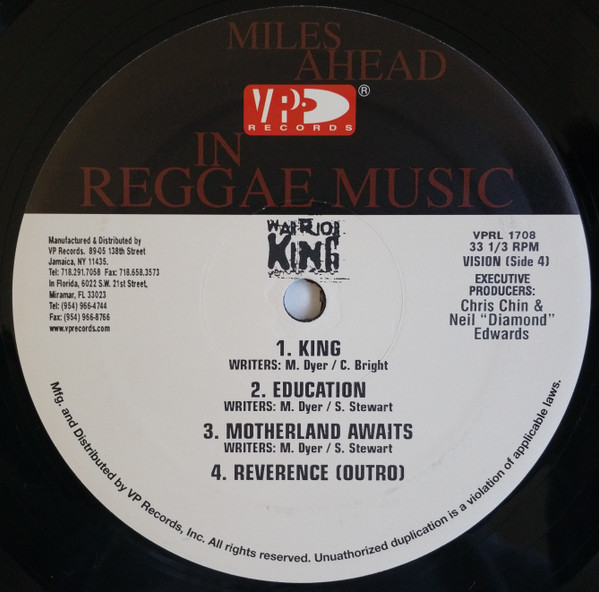 MILES
AHEAD
VP®
RECORDS
IN
REGGAE MUSIC
WARRIOR
KING
Manufactured & Distributed by
VP Records. 89-05 138th Street
Jamaica, NY 11435.
Tel: 718.291.7058 Fax: 718.658.3573
In Florida, 6022 S.W. 21st Street,
Miramar, FL 33023
Tel: (954) 966-4744
Fax: (954) 966-8766
www.vprecords.com
VPRL 1708
33 1/3 RPM
VISION (Side 4)
EXECUTIVE
PRODUCERS:
Chris Chin &
Neil "Diamond"
Edwards
1. KING
WRITERS: M. Dyer / C. Bright
2. EDUCATION
WRITERS: M. Dyer / S. Stewart
3. MOTHERLAND AWAITS
WRITERS: M. Dyer / S. Stewart
4. REVERENCE (OUTRO)
Mfg. and Distributed by VP Records, Inc. All rights reserved. Unauthorized duplication is a violation of applicable laws.